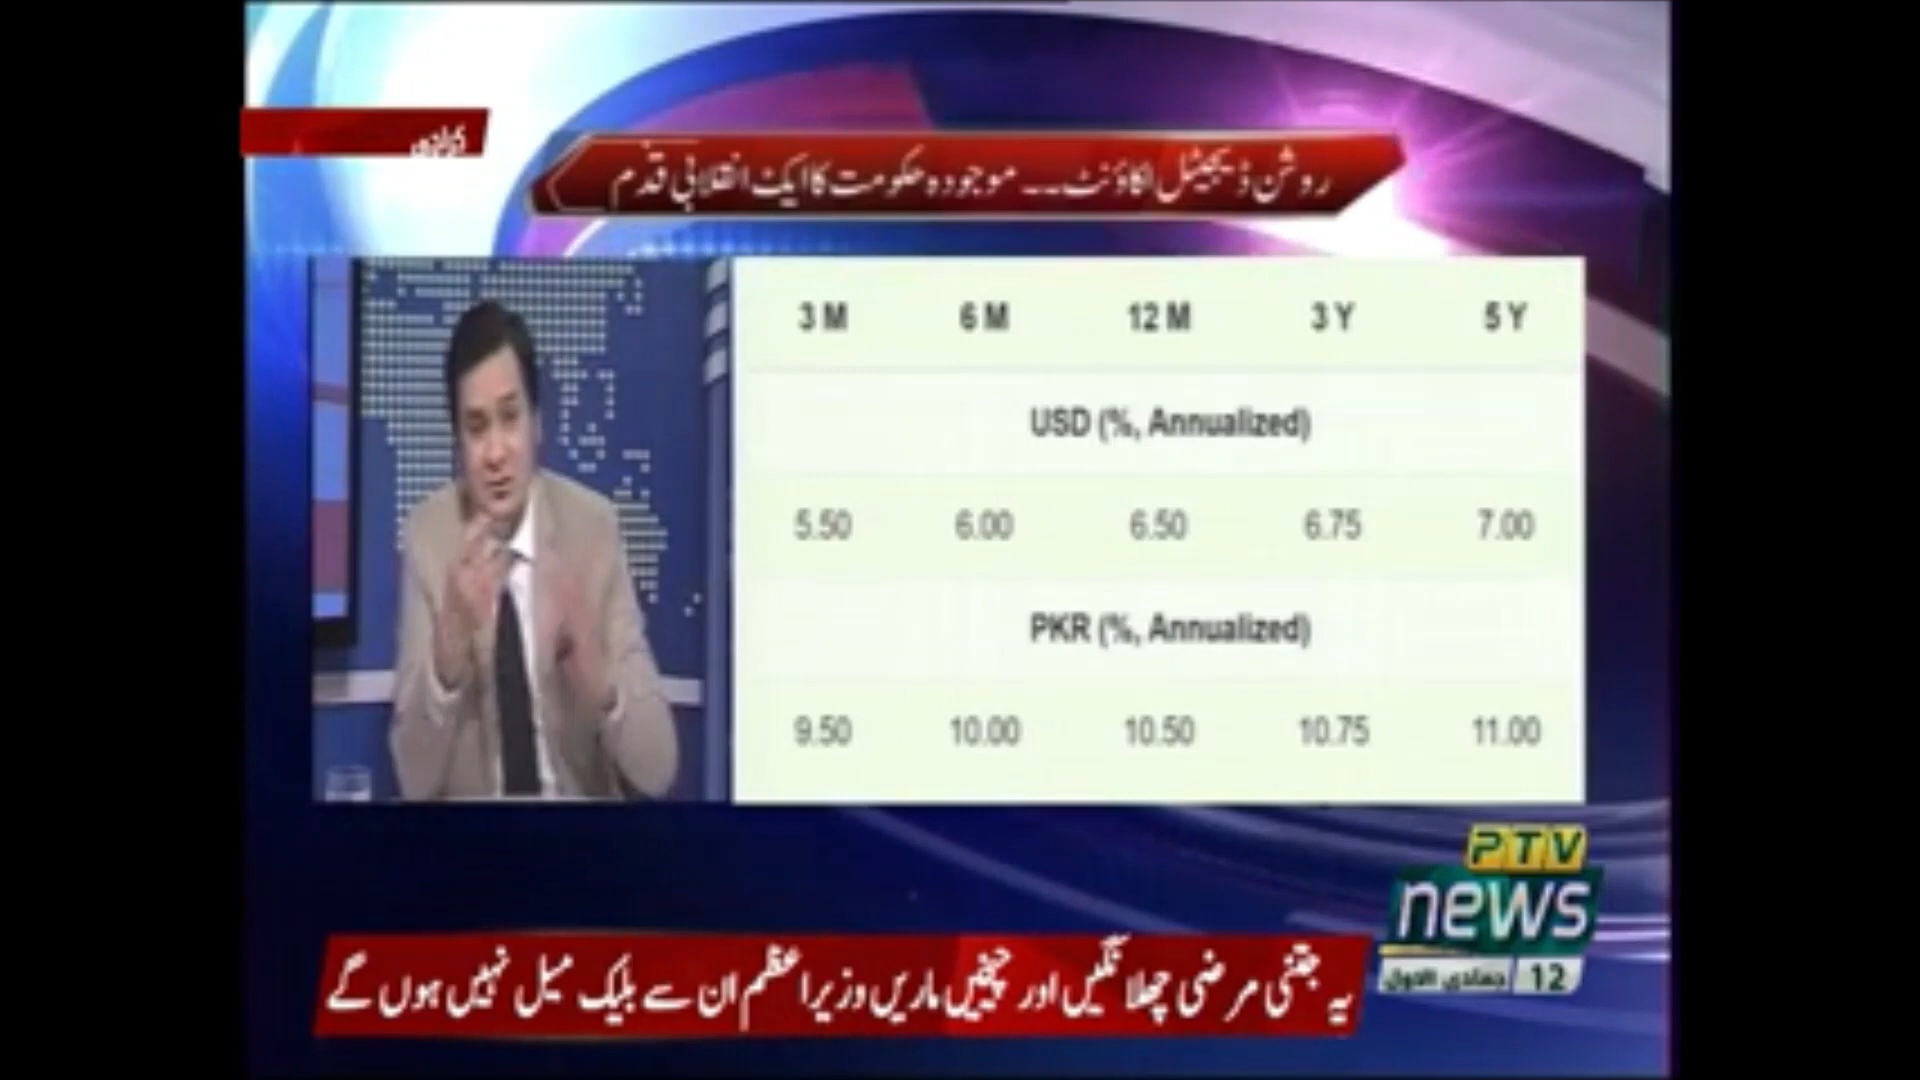 روشن ڈیجیٹل اکاؤنٹ۔۔۔ موجودہ حکومت کا ایک انقلابی قدم
3 M 6 M 12 M 3 Y 5 Y
USD (%, Annualized)
5.50 6.00 6.50 6.75 7.00
PKR (%, Annualized)
9.50 10.00 10.50 10.75 11.00
PTV
news
12 جمادی الاول
یہ جتنی مرضی چھلانگیں اور چیخیں ماریں وزیراعظم ان سے بلیک میل نہیں ہوں گے